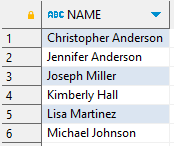 ABC NAME
1 Christopher Anderson
2 Jennifer Anderson
3 Joseph Miller
4 Kimberly Hall
5 Lisa Martinez
6 Michael Johnson